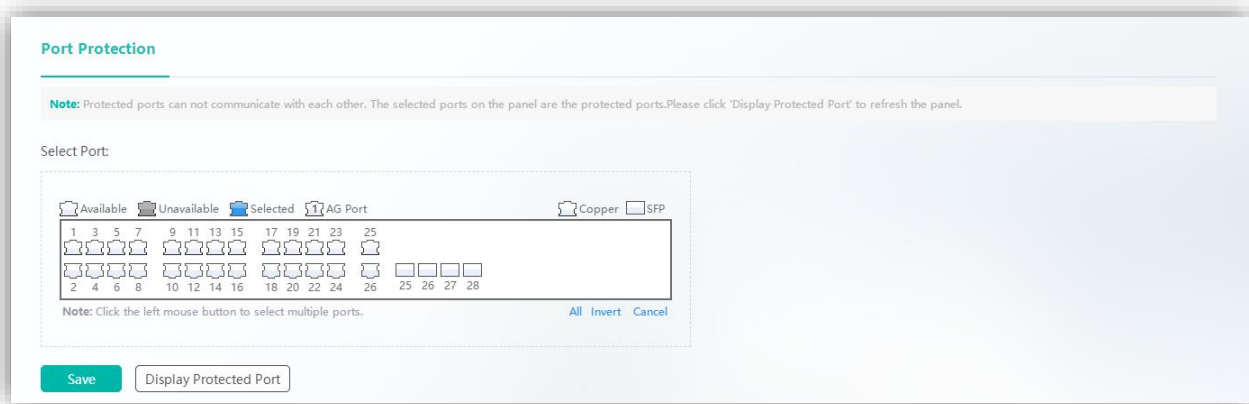 Port Protection
Note: Protected ports can not communicate with each other. The selected ports on the panel are the protected ports.Please click 'Display Protected Port' to refresh the panel.
Select Port:
Available Unavailable Selected 1 AG Port Copper SFP
1 3 5 7 9 11 13 15 17 19 21 23 25
2 4 6 8 10 12 14 16 18 20 22 24 26 25 26 27 28
Note: Click the left mouse button to select multiple ports. All Invert Cancel
Save Display Protected Port